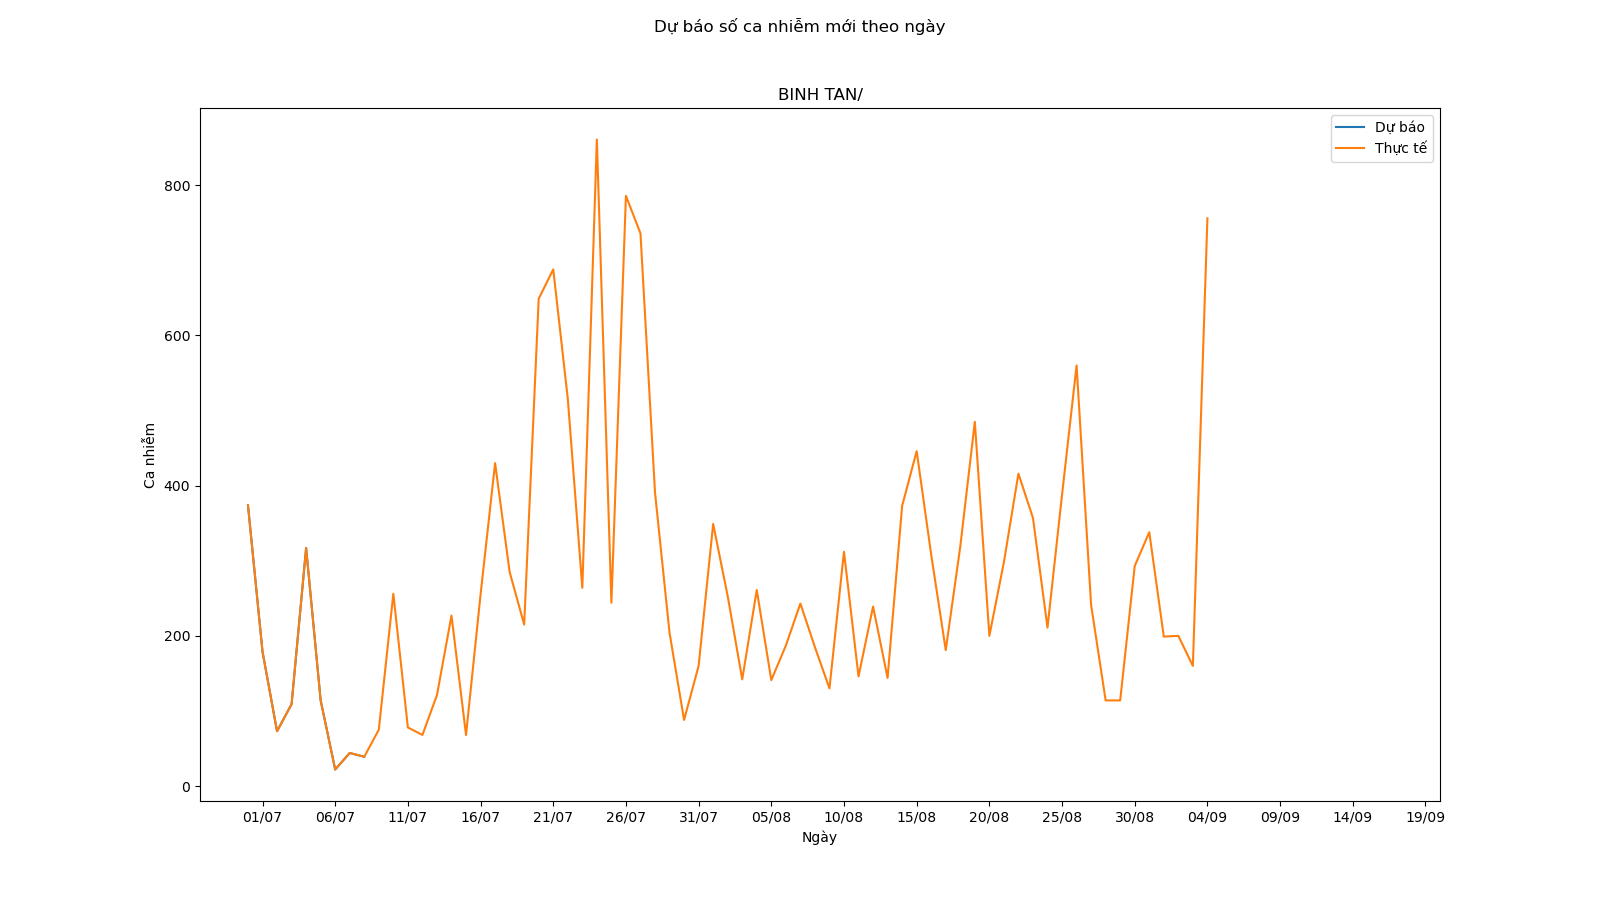 Dự báo số ca nhiễm mới theo ngày
BINH TAN/
Dự báo
Thực tế
800
600
400
200
0
Ca nhiễm
01/07 06/07 11/07 16/07 21/07 26/07 31/07 05/08 10/08 15/08 20/08 25/08 30/08 04/09 09/09 14/09 19/09
Ngày